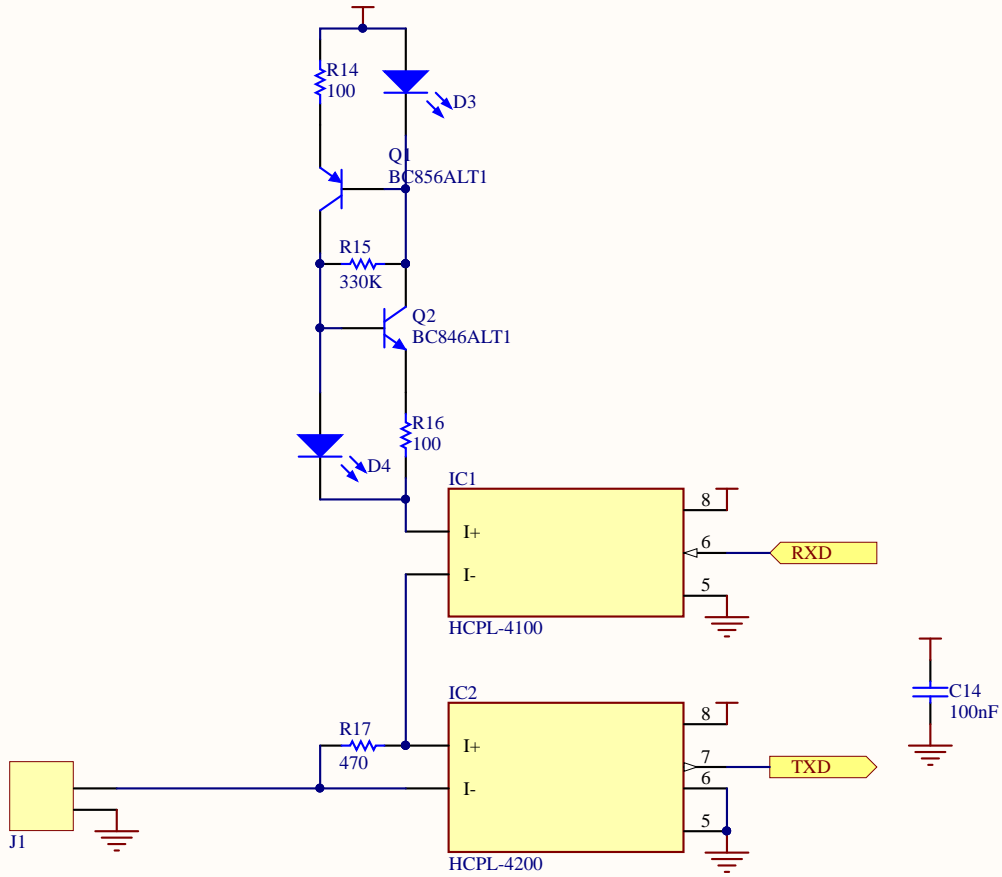 R14
100
D3
Q1
BC856ALT1
R15
330K
Q2
BC846ALT1
R16
100
D4
IC1
I+
I-
8
6
5
RXD
HCPL-4100
C14
100nF
IC2
R17
470
I+
I-
8
7
6
5
TXD
J1
HCPL-4200